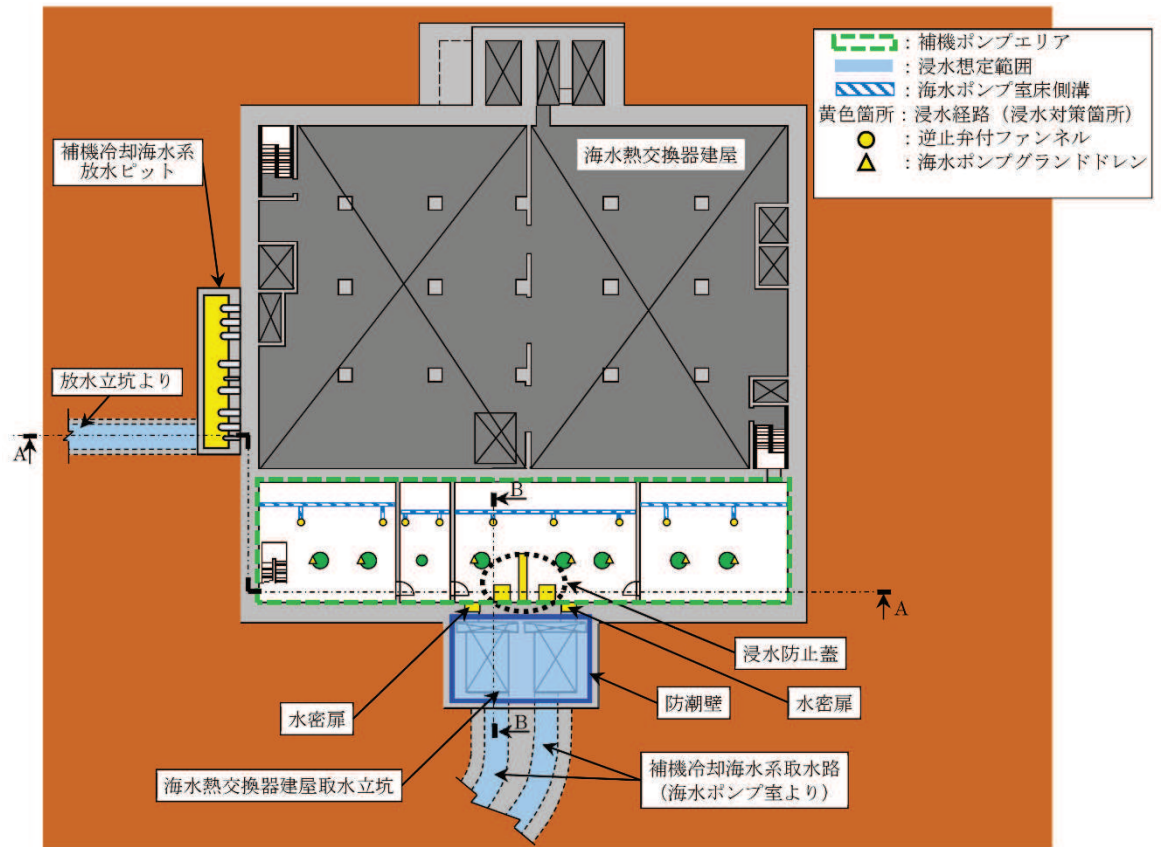 ：補機ポンプエリア
：浸水想定範囲
：海水ポンプ室床側溝
黄色箇所：浸水経路（浸水対策箇所）
：逆止弁付ファンネル
：海水ポンプグランドドレン
補機冷却海水系
放水ピット
海水熱交換器建屋
放水立坑より
A
B
A
浸水防止蓋
水密扉
防潮壁
水密扉
B
海水熱交換器建屋取水立坑
補機冷却海水系取水路
（海水ポンプ室より）